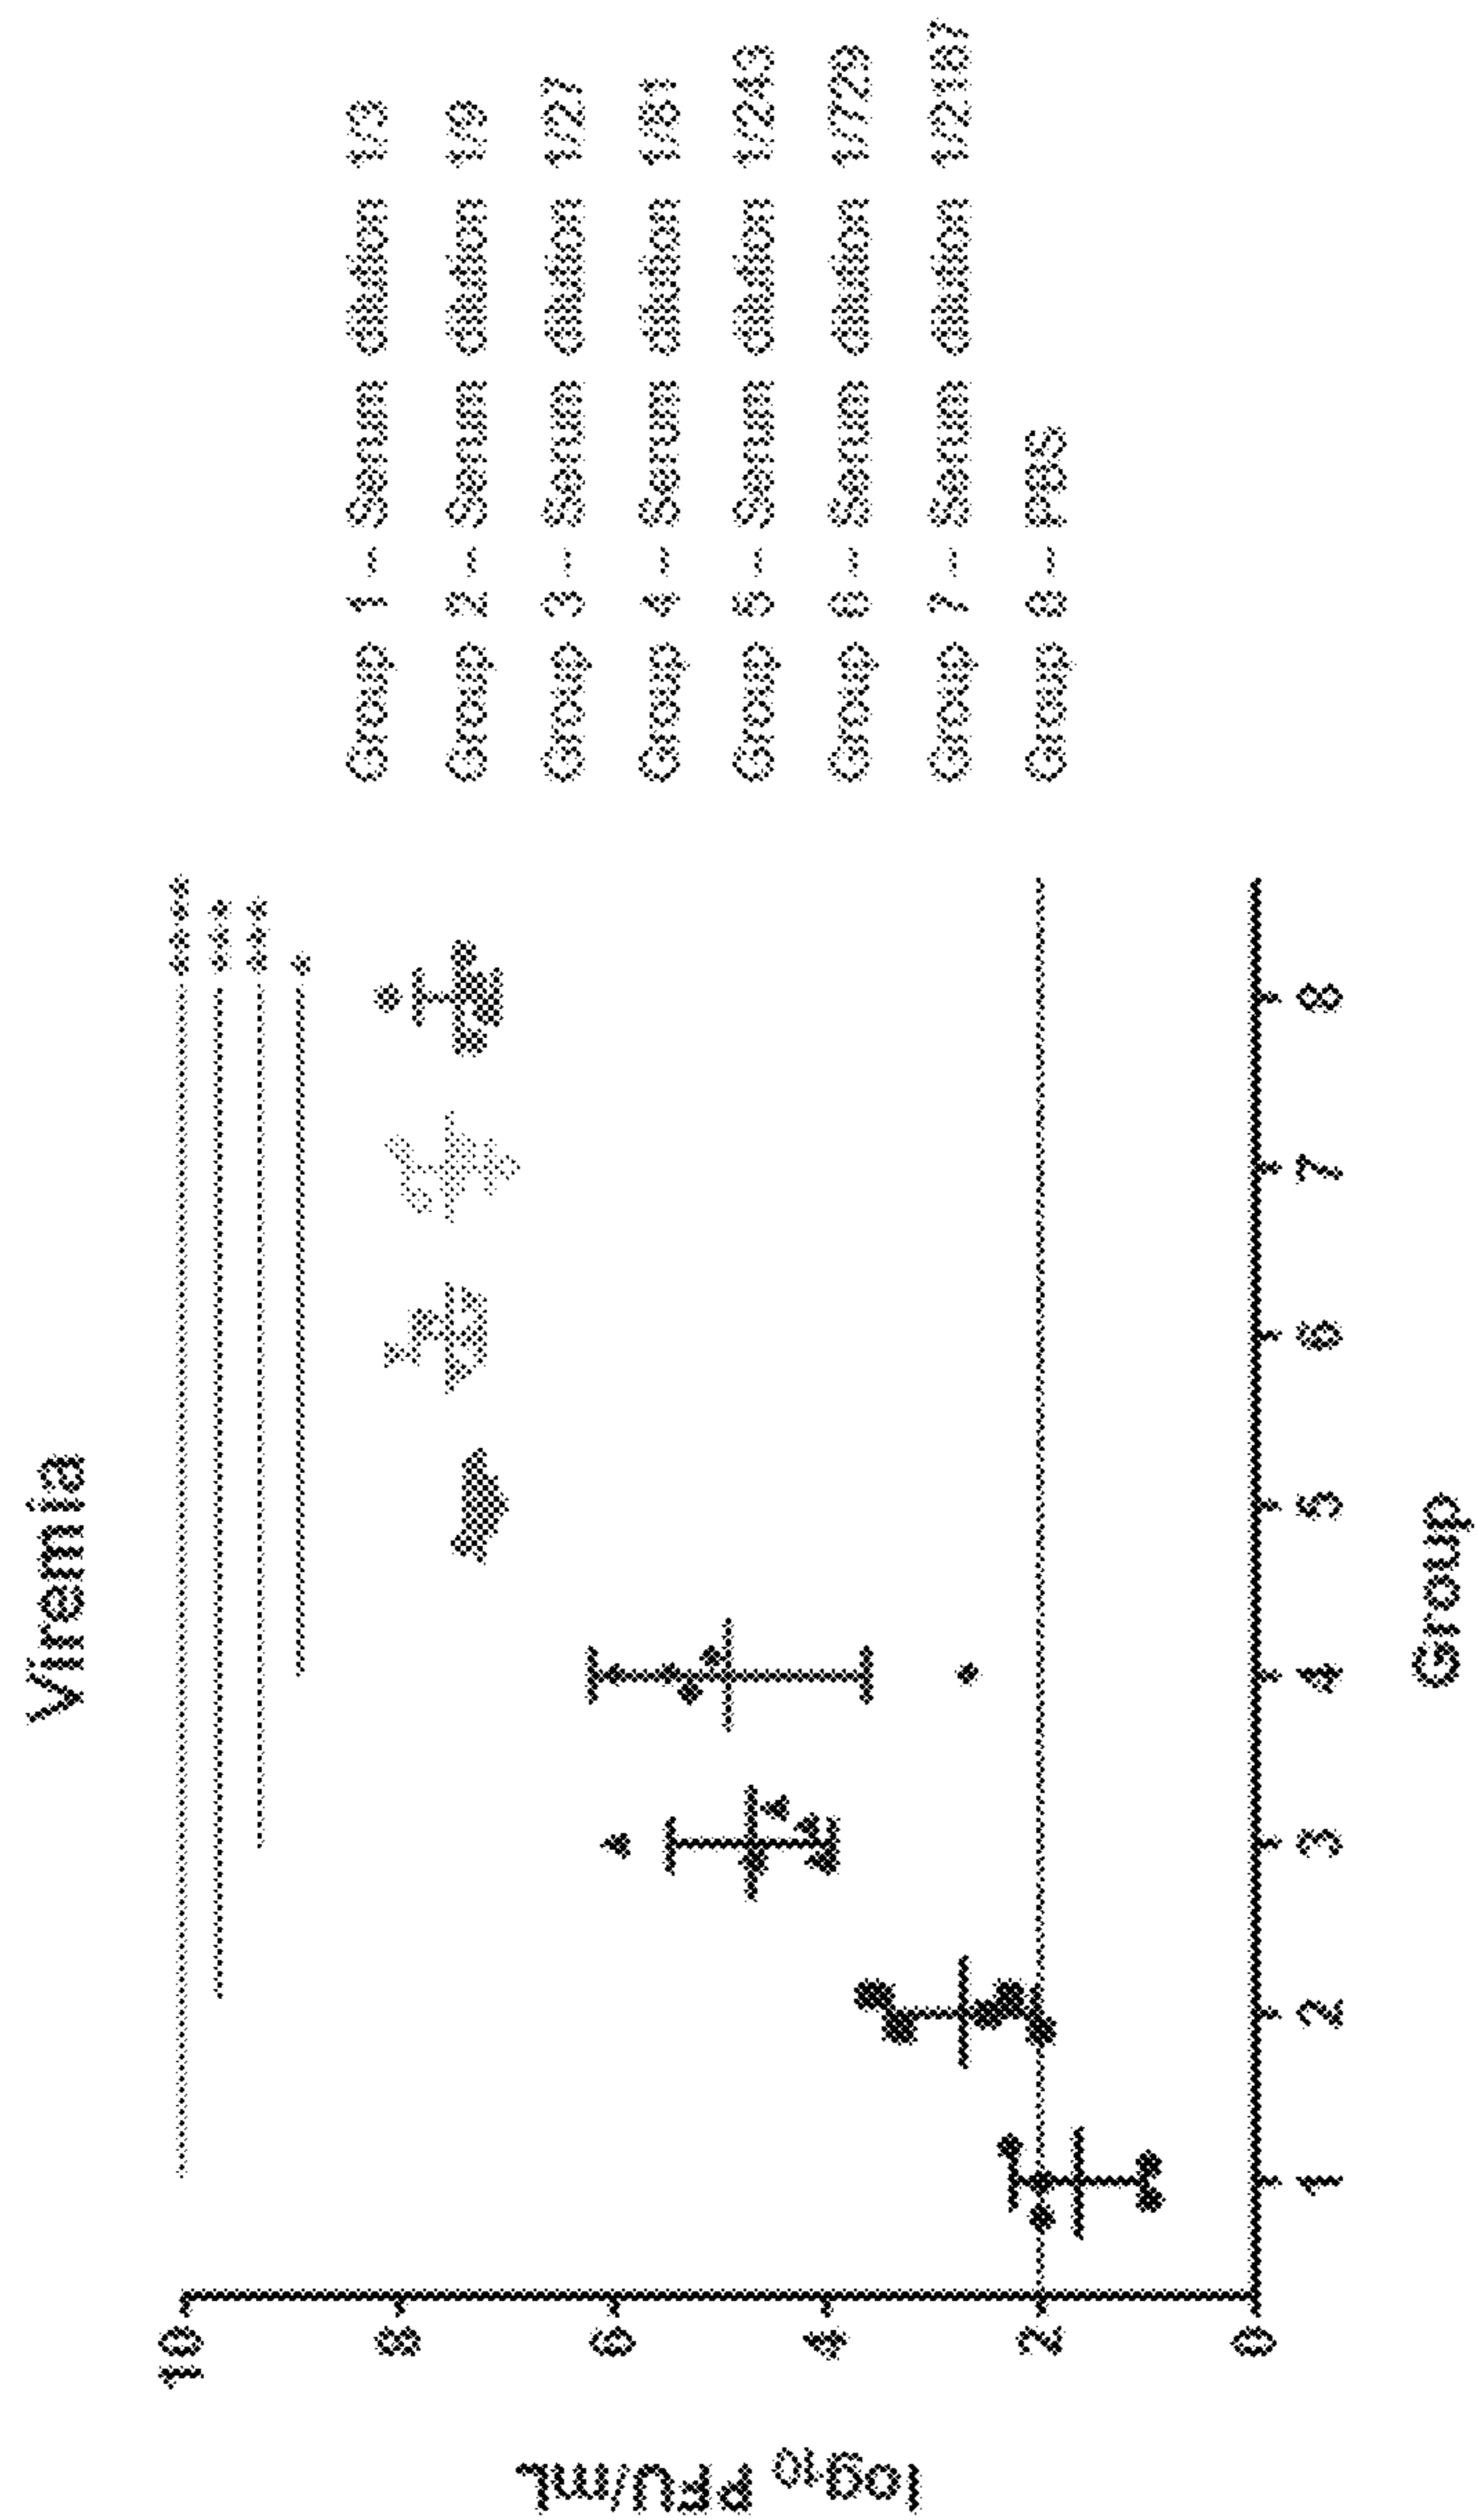 Viremia
****
***
***
*
log₁₀ PFU/mL
10
8
6
4
2
0
1 2 3 4 5 6 7 8
Group
Group 1 -- Serum dilution 1/3
Group 2 -- Serum dilution 1/9
Group 3 -- Serum dilution 1/27
Group 4 -- Serum dilution 1/81
Group 5 -- Serum dilution 1/243
Group 6 -- Serum dilution 1/729
Group 7 -- Serum dilution 1/2187
Group 8 -- PBS